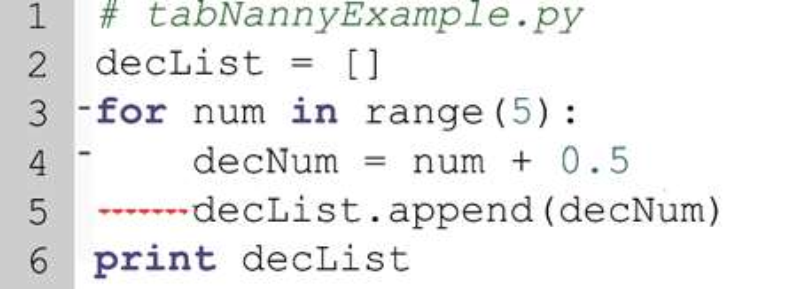 1 # tabNannyExample.py
2 decList = []
3 for num in range(5):
4     decNum = num + 0.5
5     decList.append(decNum)
6 print decList